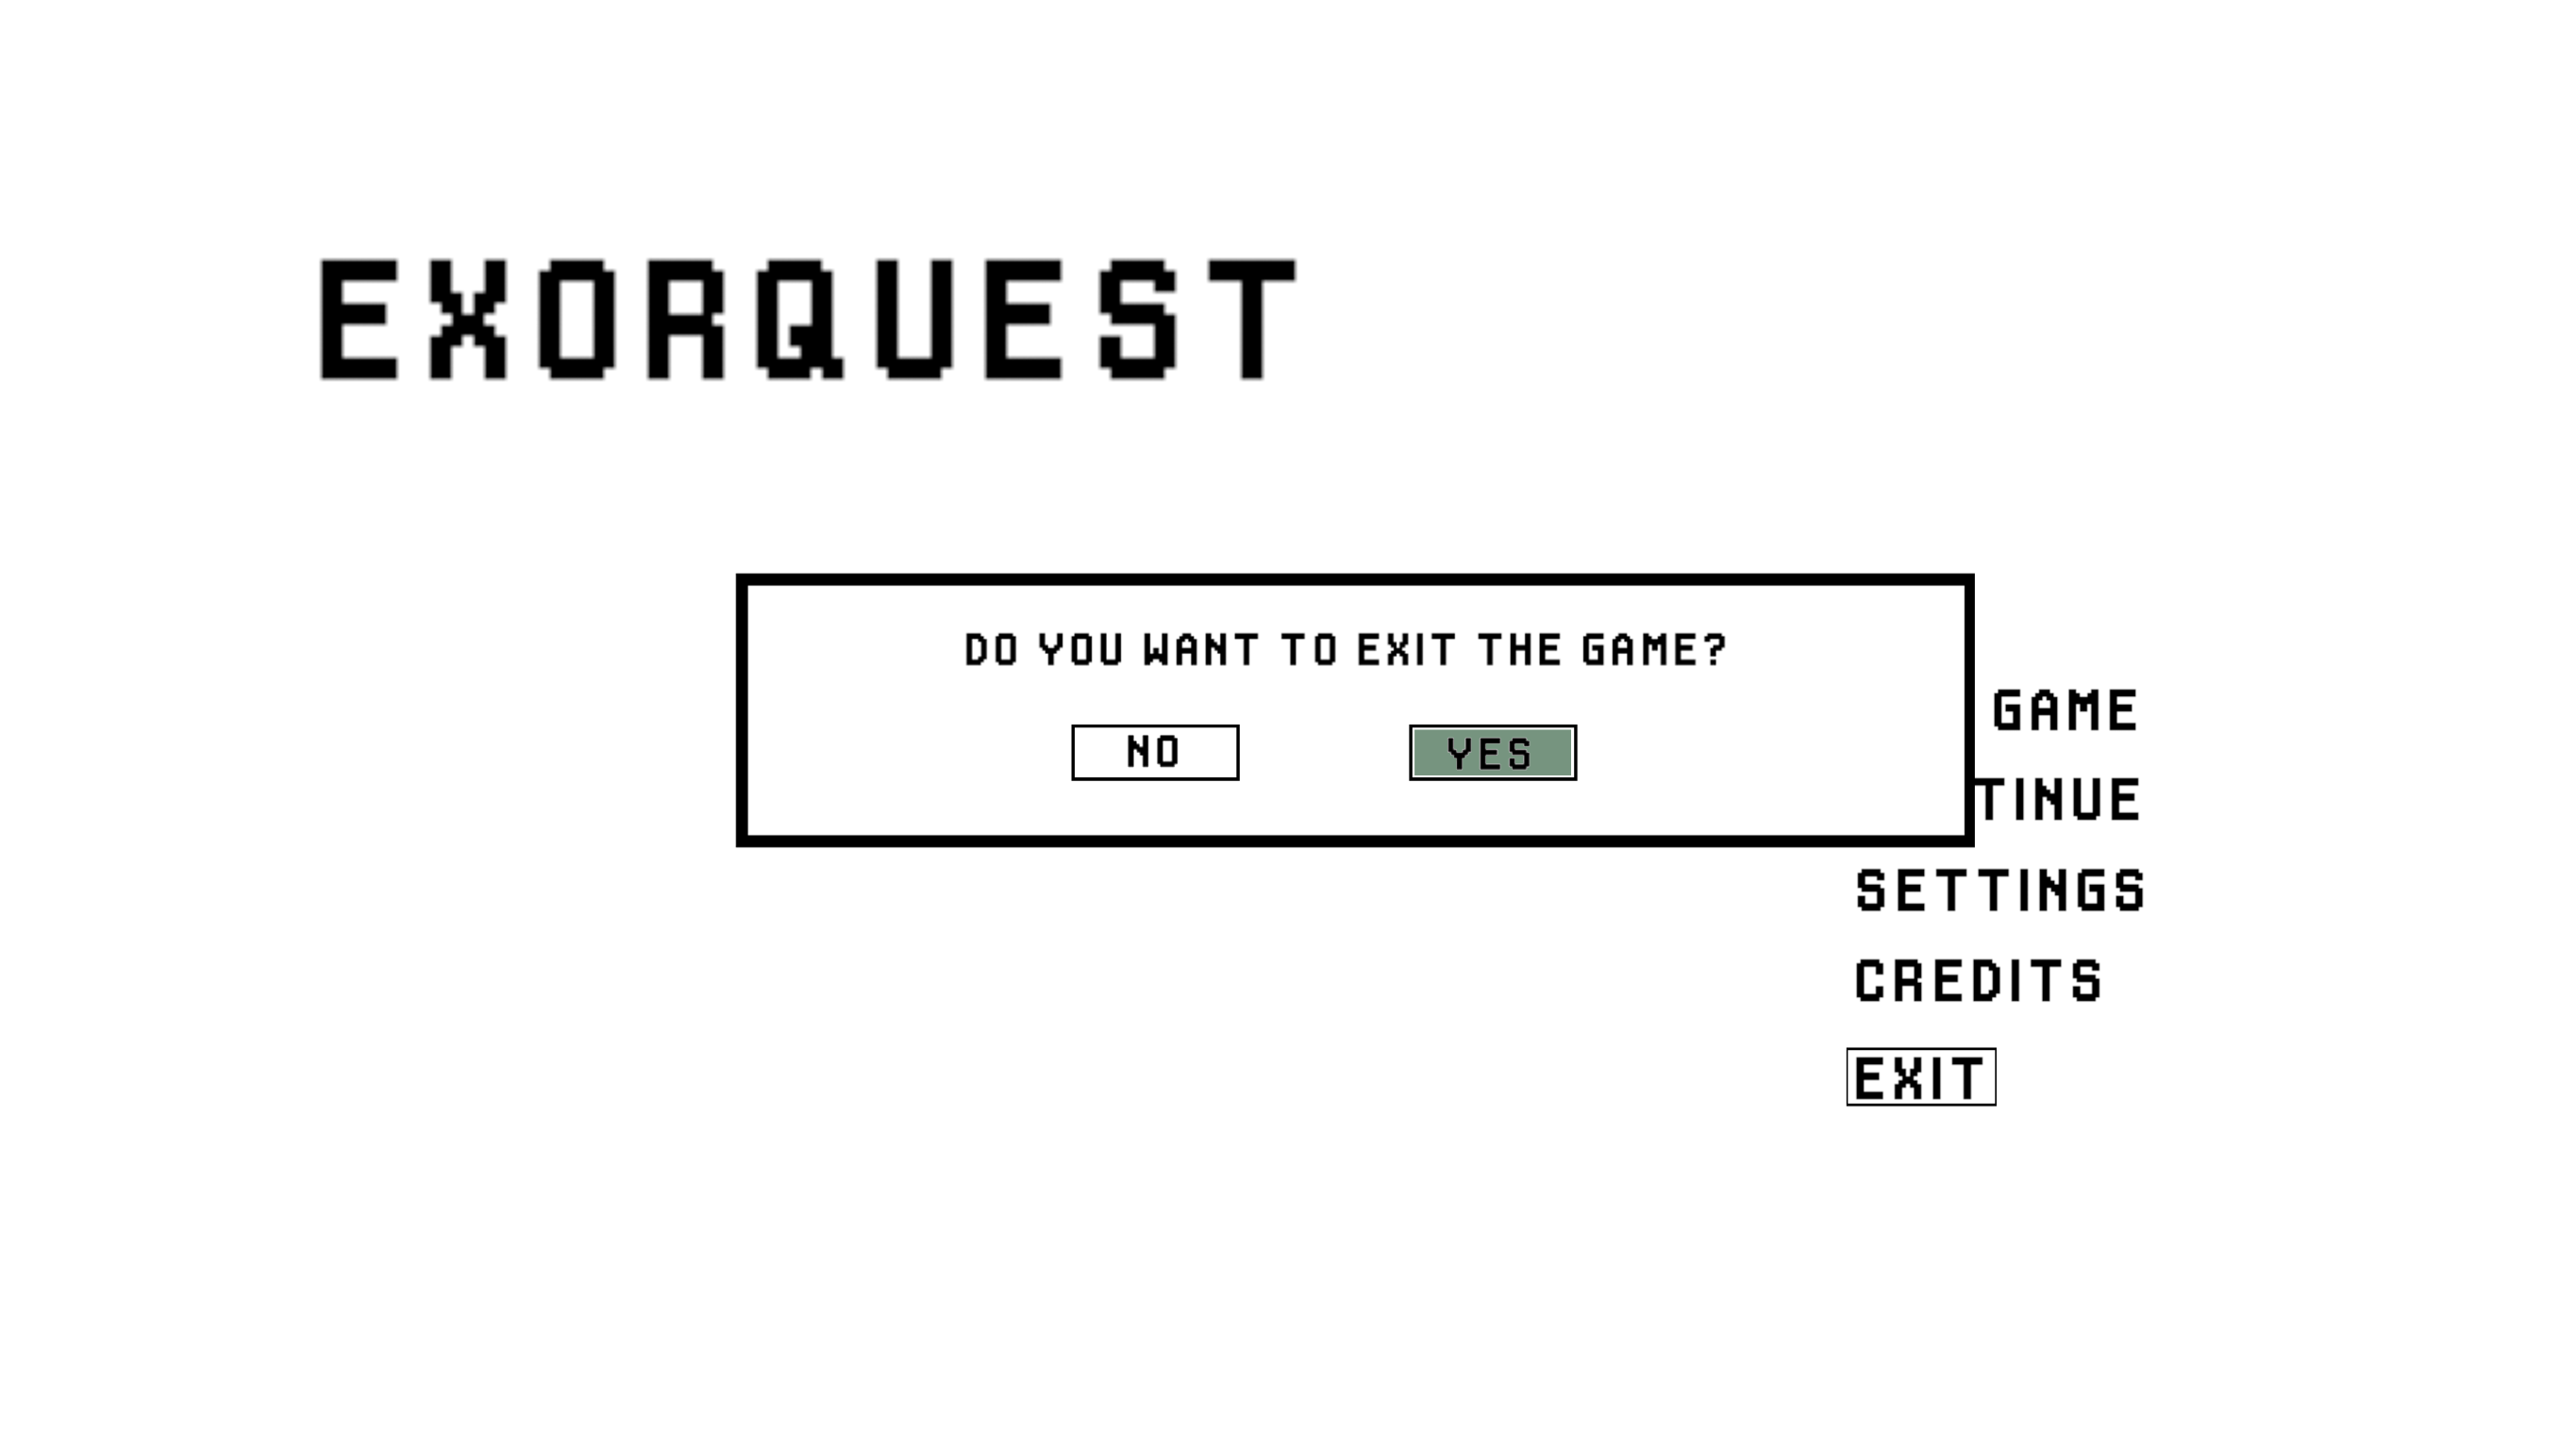 EXORQUEST
DO YOU WANT TO EXIT THE GAME?
NO YES
GAME
TINUE
SETTINGS
CREDITS
EXIT